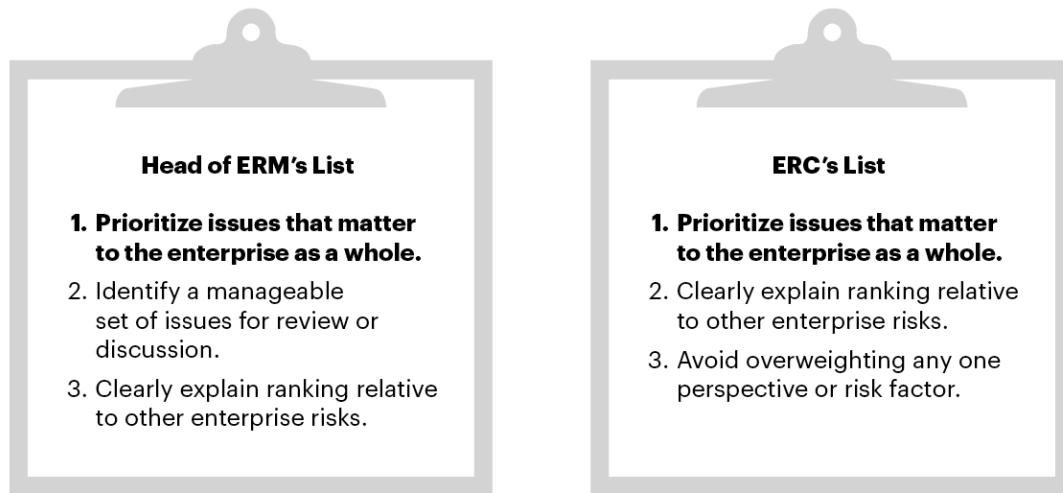 Head of ERM’s List
1. Prioritize issues that matter
to the enterprise as a whole.
2. Identify a manageable
set of issues for review or
discussion.
3. Clearly explain ranking relative
to other enterprise risks.
ERC’s List
1. Prioritize issues that matter
to the enterprise as a whole.
2. Clearly explain ranking relative
to other enterprise risks.
3. Avoid overweighting any one
perspective or risk factor.